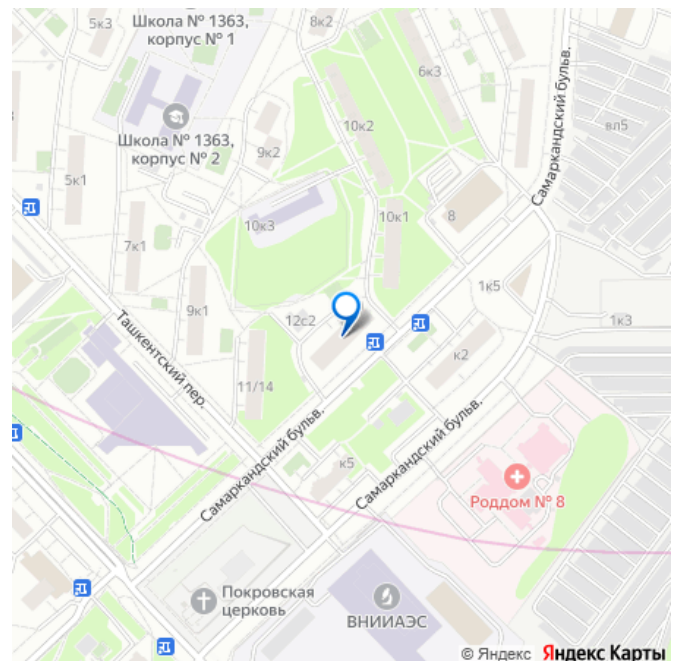 5к3
Школа № 1363,
корпус № 1
8к2
6к3
Самаркандский бульв.
вл5
10к2
Школа № 1363,
корпус № 2
9к2
5к1
10к3
10к1
8
7к1
9к1
12с2
1к5
1к3
Ташкентский пер.
к2
11/14
Самаркандский бульв.
Самаркандский бульв.
к5
Роддом № 8
Покровская
церковь
ВНИИАЭС
© Яндекс Яндекс Карты